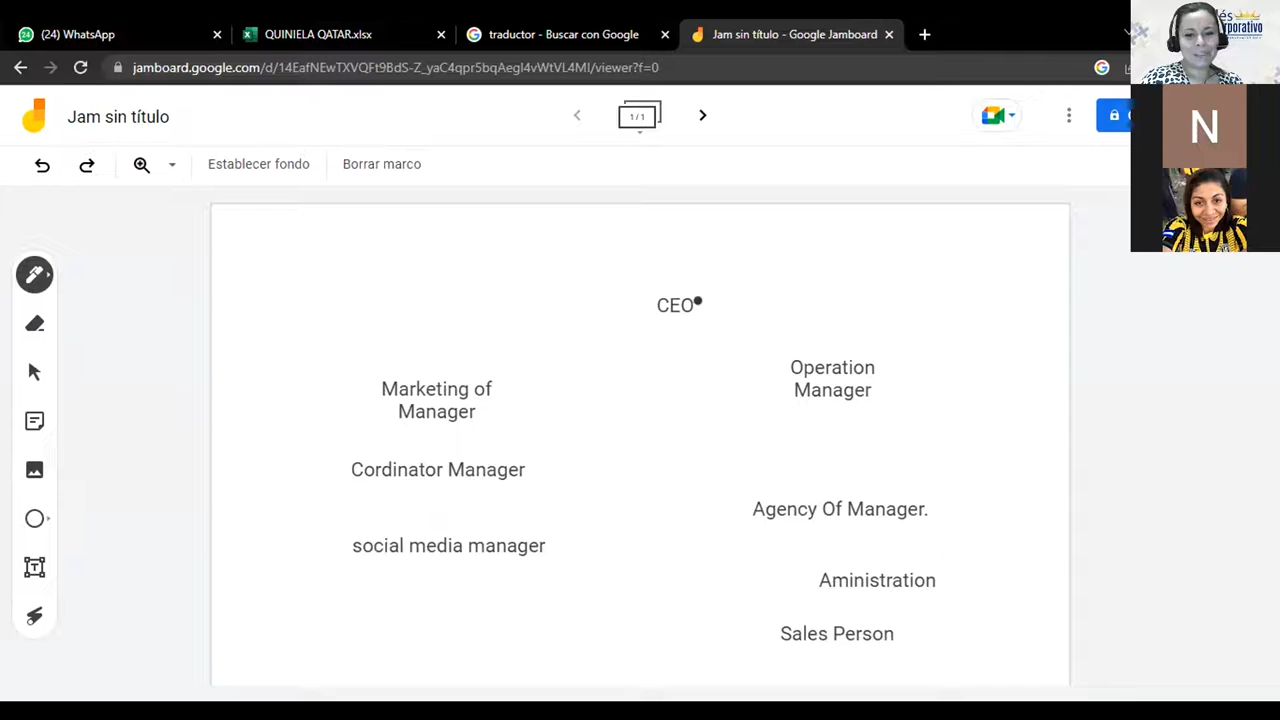 (24) WhatsApp
QUINIELA QATAR.xlsx
traductor - Buscar con Google
Jam sin título - Google Jamboard
jamboard.google.com/d/14EafNEwTXVQFt9BdS-Z_yaC4qpr5bqAegI4vWtVL4MI/viewer?f=0
Jam sin título
1 / 1
Establecer fondo
Borrar marco
N
CEO
Operation
Manager
Marketing of
Manager
Cordinator Manager
Agency Of Manager.
social media manager
Aministration
Sales Person